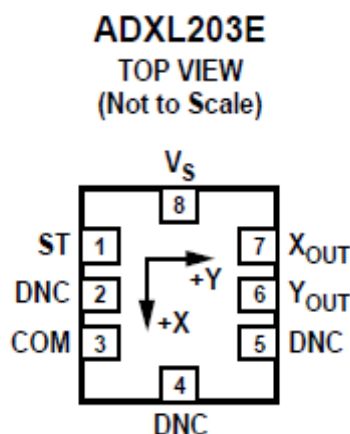 ADXL203E
TOP VIEW
(Not to Scale)
VS
8
ST 1 7 XOUT
+Y
DNC 2 6 YOUT
+X
COM 3 5 DNC
4
DNC